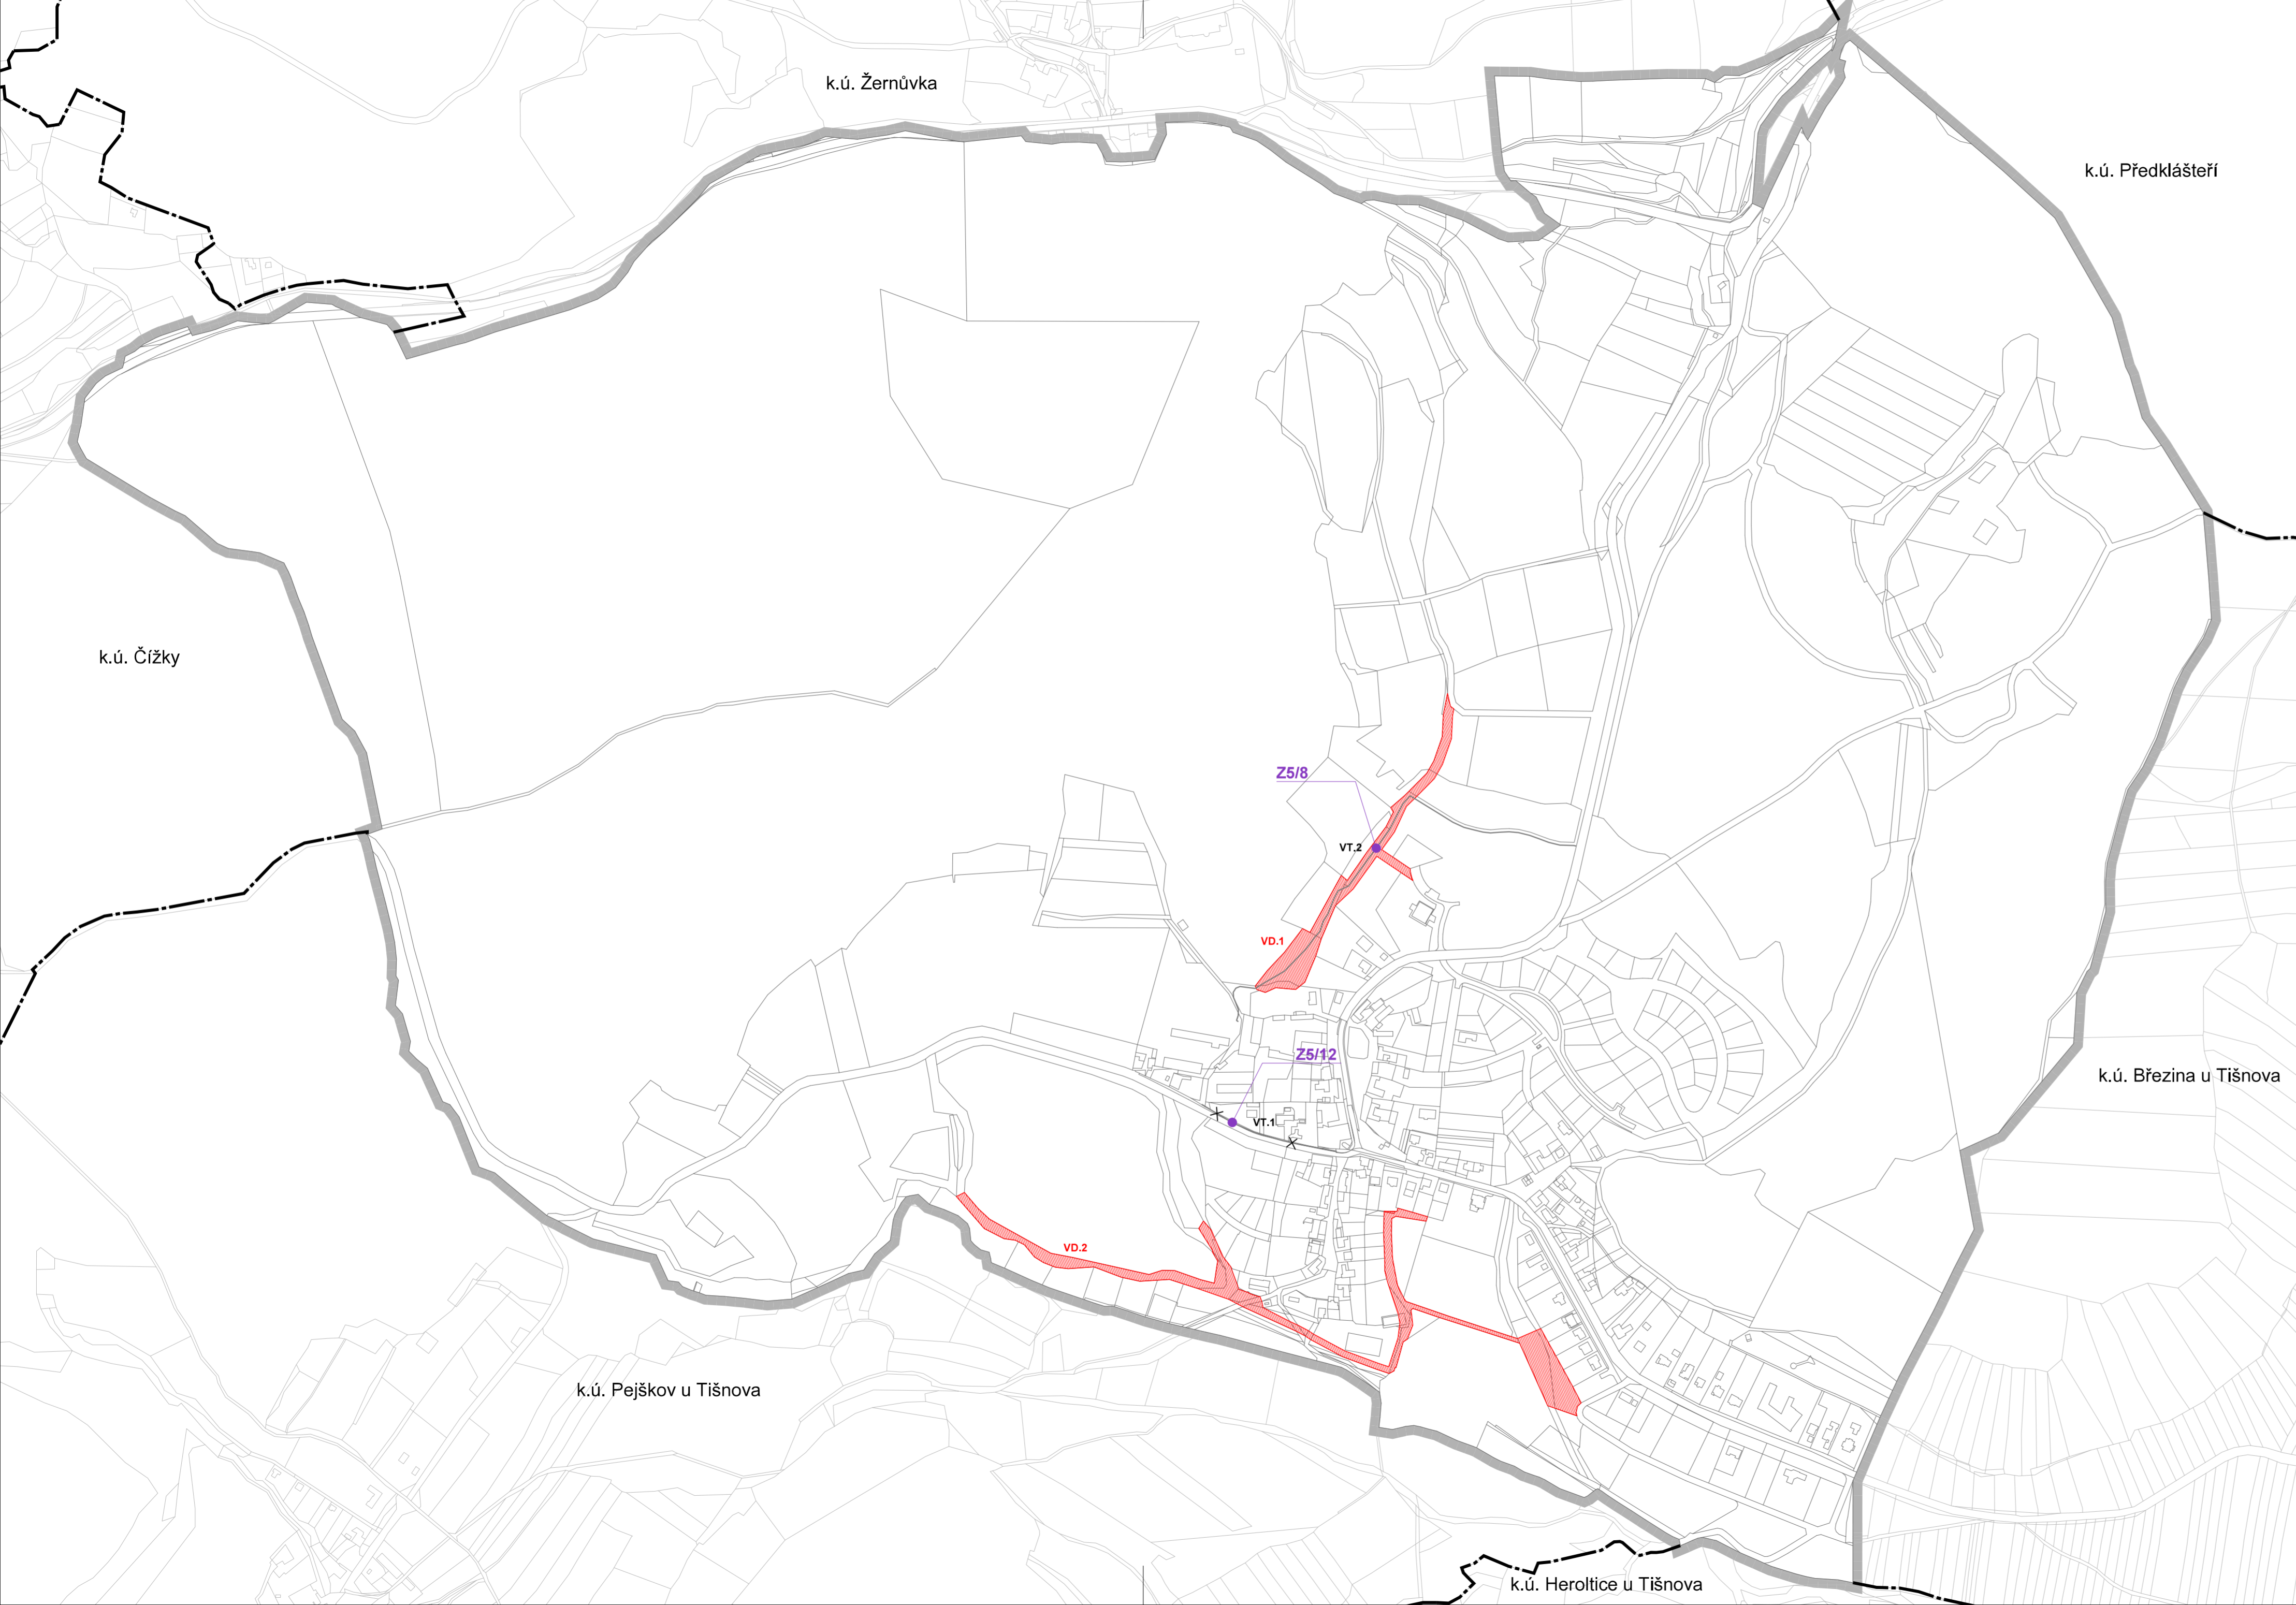 k.ú. Žernůvka
k.ú. Předklášteří
k.ú. Čížky
Z5/8
VT.2
VD.1
Z5/12
VT.1
k.ú. Březina u Tišnova
VD.2
k.ú. Pejškov u Tišnova
k.ú. Heroltice u Tišnova